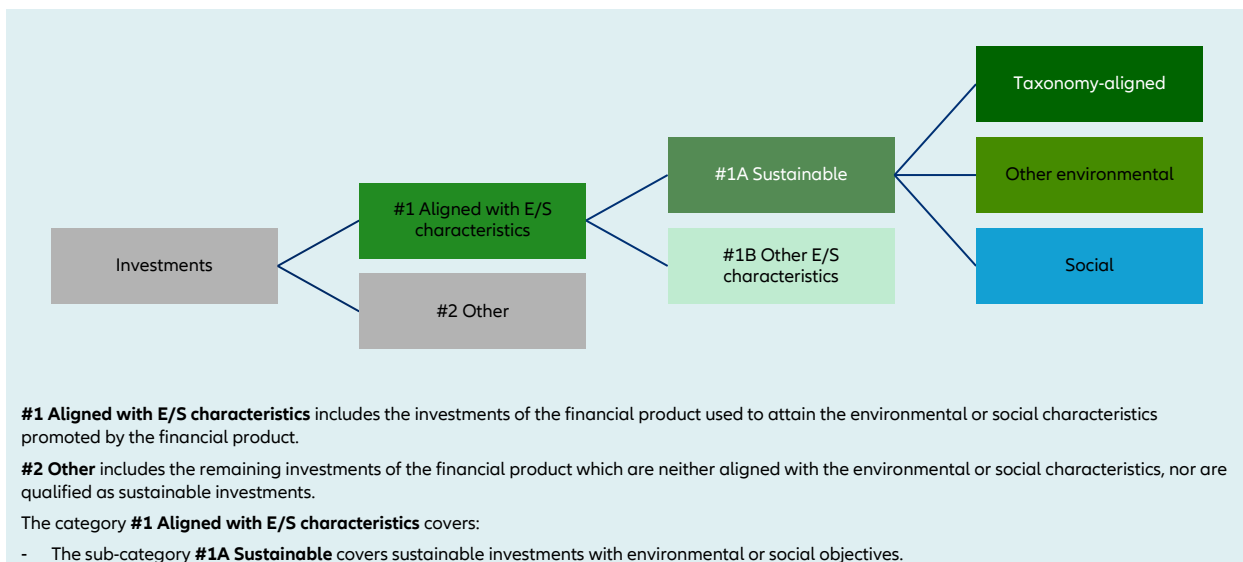 Taxonomy-aligned
#1A Sustainable
Other environmental
#1 Aligned with E/S
characteristics
Investments
#1B Other E/S
characteristics
Social
#2 Other
#1 Aligned with E/S characteristics includes the investments of the financial product used to attain the environmental or social characteristics
promoted by the financial product.
#2 Other includes the remaining investments of the financial product which are neither aligned with the environmental or social characteristics, nor are
qualified as sustainable investments.
The category #1 Aligned with E/S characteristics covers:
- The sub-category #1A Sustainable covers sustainable investments with environmental or social objectives.